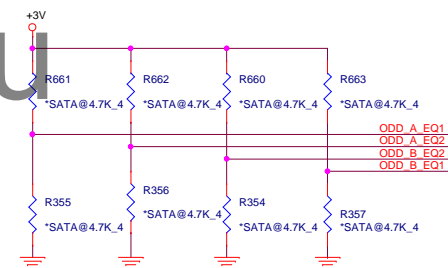 +3V
u
R661 R662 R660 R663
*SATA@4.7K_4 *SATA@4.7K_4 *SATA@4.7K_4 *SATA@4.7K_4
ODD_A_EQ1
ODD_A_EQ2
ODD_B_EQ2
ODD_B_EQ1
R355 R356 R354 R357
*SATA@4.7K_4 *SATA@4.7K_4 *SATA@4.7K_4 *SATA@4.7K_4